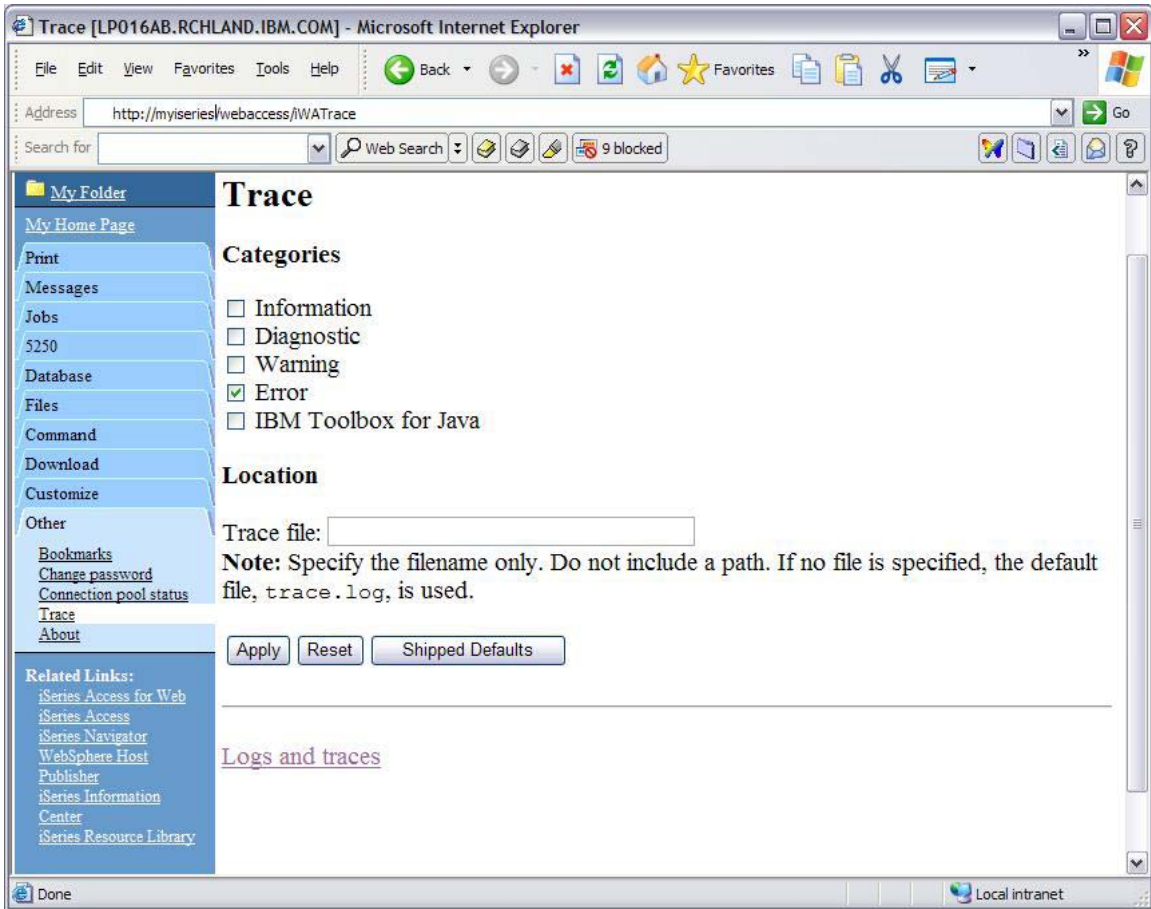 Trace [LP016AB.RCHLAND.IBM.COM] - Microsoft Internet Explorer
File Edit View Favorites Tools Help Back Favorites »
Address http://myiseries/webaccess/iWATrace Go
Search for Web Search 9 blocked ?
My Folder
My Home Page
Print
Messages
Jobs
5250
Database
Files
Command
Download
Customize
Other
Bookmarks
Change password
Connection pool status
Trace
About
Related Links:
iSeries Access for Web
iSeries Access
iSeries Navigator
WebSphere Host
Publisher
iSeries Information
Center
iSeries Resource Library
Trace
Categories
Information
Diagnostic
Warning
Error
IBM Toolbox for Java
Location
Trace file:
Note: Specify the filename only. Do not include a path. If no file is specified, the default
file, trace.log, is used.
Apply Reset Shipped Defaults
Logs and traces
Done Local intranet